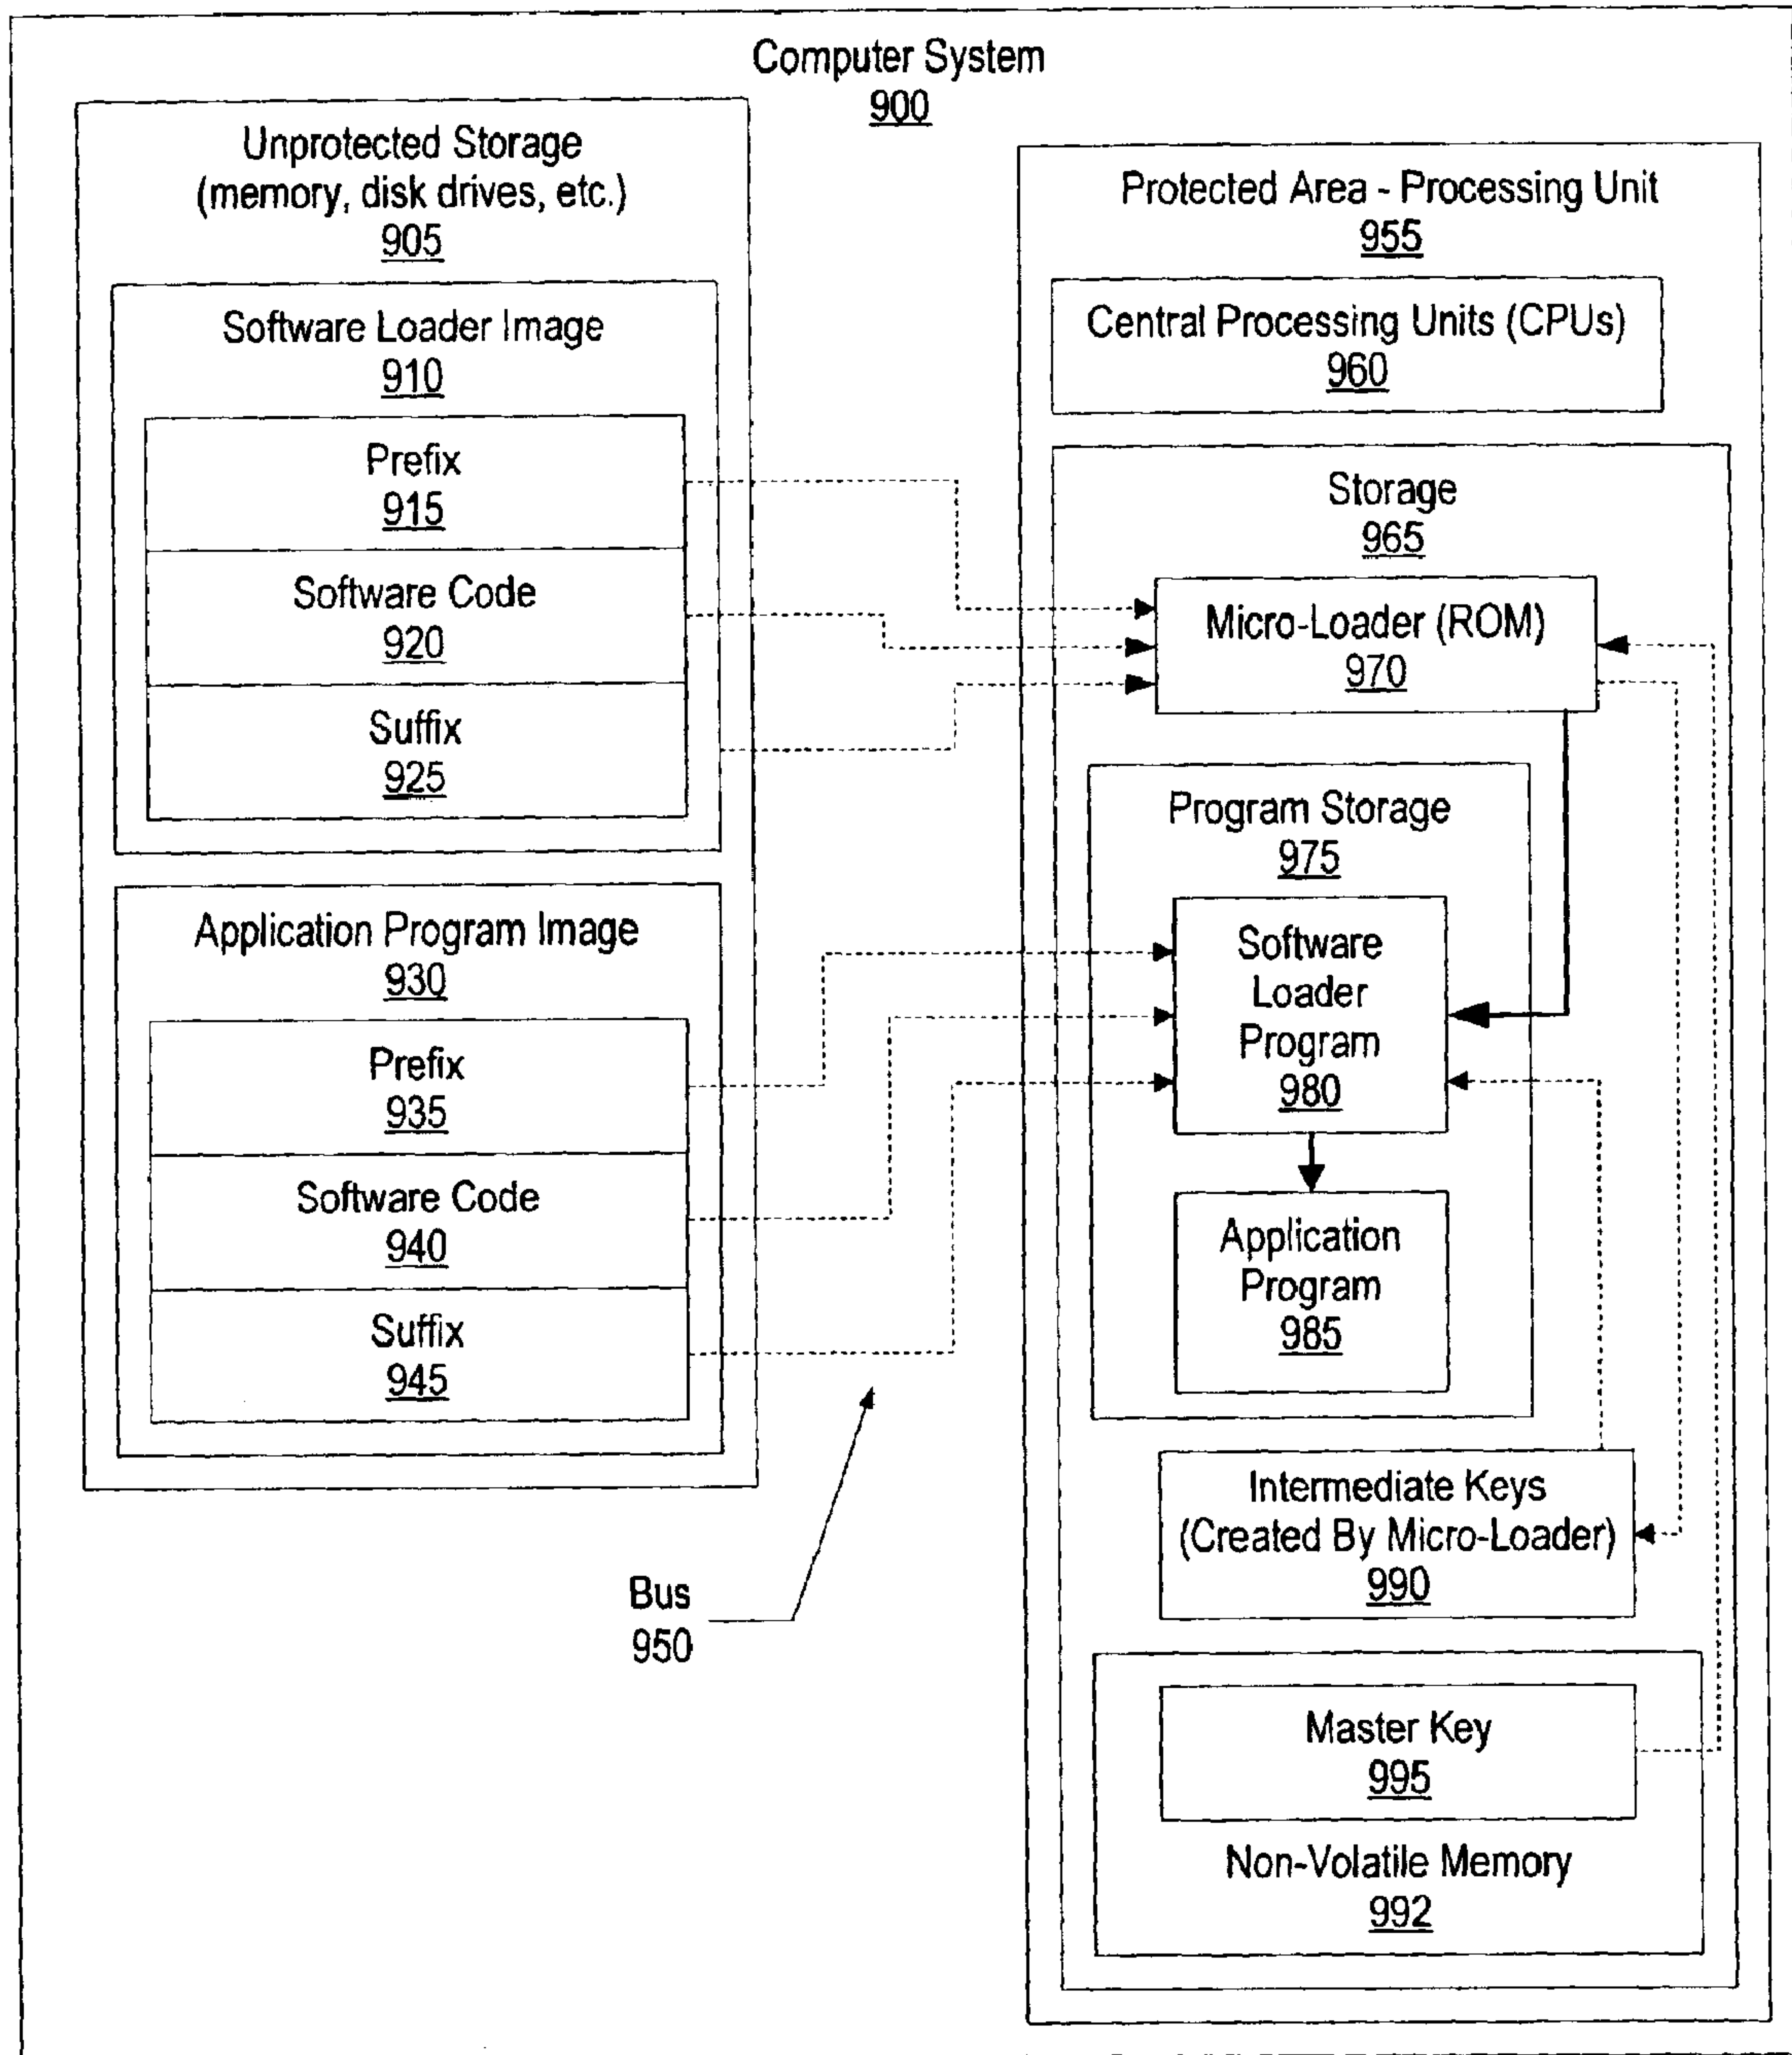 Computer System
900
Unprotected Storage
(memory, disk drives, etc.)
905
Software Loader Image
910
Prefix
915
Software Code
920
Suffix
925
Application Program Image
930
Prefix
935
Software Code
940
Suffix
945
Bus
950
Protected Area - Processing Unit
955
Central Processing Units (CPUs)
960
Storage
965
Micro-Loader (ROM)
970
Program Storage
975
Software
Loader
Program
980
Application
Program
985
Intermediate Keys
(Created By Micro-Loader)
990
Master Key
995
Non-Volatile Memory
992